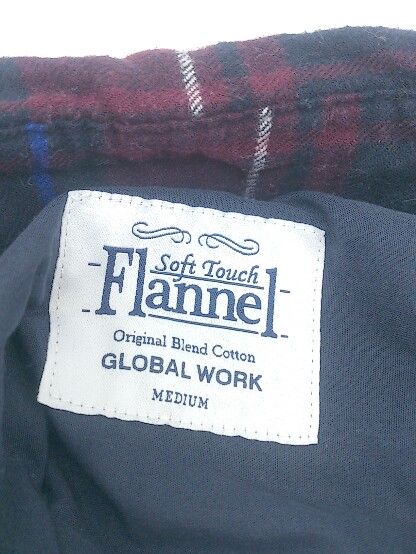 Soft Touch
Flannel
Original Blend Cotton
GLOBAL WORK
MEDIUM